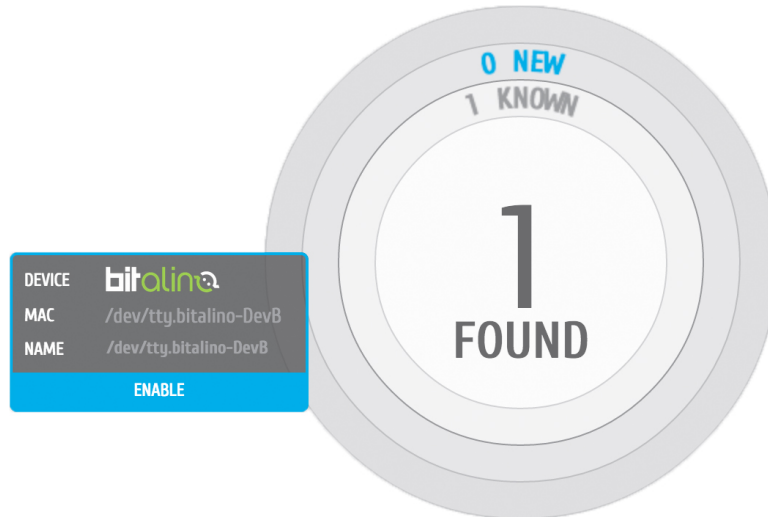 0 NEW
1 KNOWN
1
FOUND
DEVICE bitalino
MAC /dev/tty.bitalino-DevB
NAME /dev/tty.bitalino-DevB
ENABLE